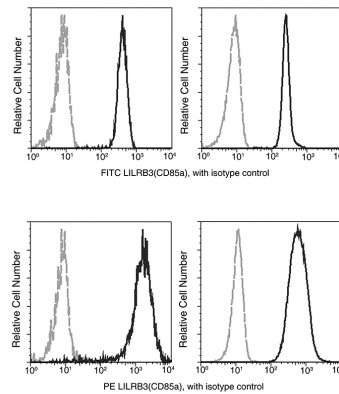 Relative Cell Number
Relative Cell Number
10⁰ 10¹ 10² 10³ 10⁴
10⁰ 10¹ 10² 10³ 10
FITC LILRB3(CD85a), with isotype control
Relative Cell Number
Relative Cell Number
10⁰ 10¹ 10² 10³ 10⁴
10⁰ 10¹ 10² 10³ 10
PE LILRB3(CD85a), with isotype control